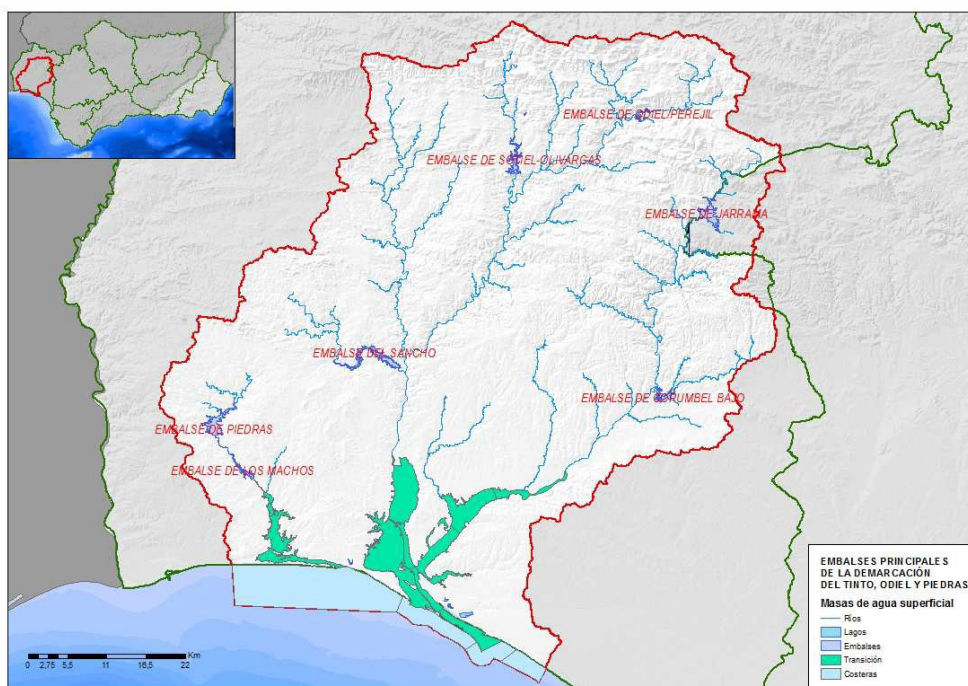 EMBALSE DE ODIEL/PEREJIL
EMBALSE DE SOTIEL-OLIVARGAS
EMBALSE DE JARRAMA
EMBALSE DEL SANCHO
EMBALSE DE CORUMBEL BAJO
EMBALSE DE PIEDRAS
EMBALSE DE LOS MACHOS
EMBALSES PRINCIPALES
DE LA DEMARCACIÓN
DEL TINTO, ODIEL Y PIEDRAS
Masas de agua superficial
Ríos
Lagos
Embalses
Transición
Costeras
Km
0 2,75 5,5 11 16,5 22